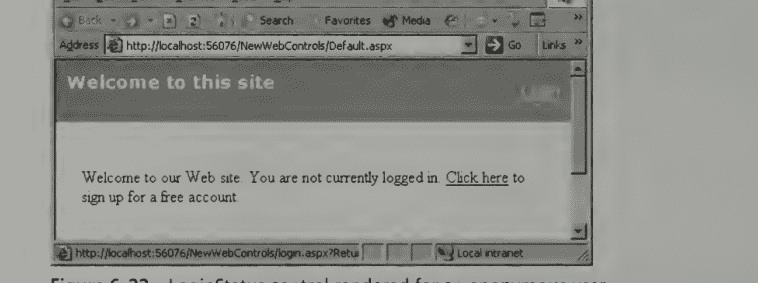 Back Search Favorites Media
Address http://localhost:56076/NewWebControls/Default.aspx Go Links »
Welcome to this site
Welcome to our Web site. You are not currently logged in. Click here to
sign up for a free account.
http://localhost:56076/NewWebControls/login.aspx?Retu Local intranet